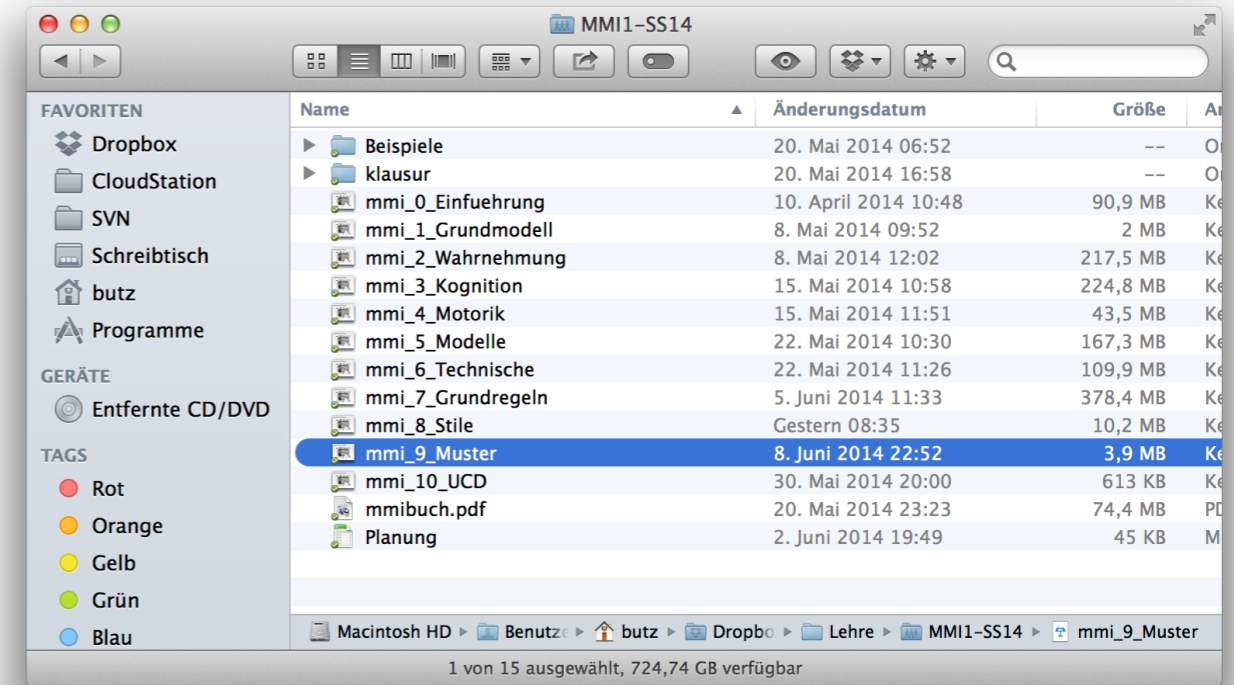 MMI1-SS14
FAVORITEN
Dropbox
CloudStation
SVN
Schreibtisch
butz
Programme
GERÄTE
Entfernte CD/DVD
TAGS
Rot
Orange
Gelb
Grün
Blau
Name Änderungsdatum Größe
Beispiele 20. Mai 2014 06:52 --
klausur 20. Mai 2014 16:58 --
mmi_0_Einfuehrung 10. April 2014 10:48 90,9 MB
mmi_1_Grundmodell 8. Mai 2014 09:52 2 MB
mmi_2_Wahrnehmung 8. Mai 2014 12:02 217,5 MB
mmi_3_Kognition 15. Mai 2014 10:58 224,8 MB
mmi_4_Motorik 15. Mai 2014 11:51 43,5 MB
mmi_5_Modelle 22. Mai 2014 10:30 167,3 MB
mmi_6_Technische 22. Mai 2014 11:26 109,9 MB
mmi_7_Grundregeln 5. Juni 2014 11:33 378,4 MB
mmi_8_Stile Gestern 08:35 10,2 MB
mmi_9_Muster 8. Juni 2014 22:52 3,9 MB
mmi_10_UCD 30. Mai 2014 20:00 613 KB
mmibuch.pdf 20. Mai 2014 23:23 74,4 MB
Planung 2. Juni 2014 19:49 45 KB
Macintosh HD Benutze butz Dropbo Lehre MMI1-SS14 mmi_9_Muster
1 von 15 ausgewählt, 724,74 GB verfügbar